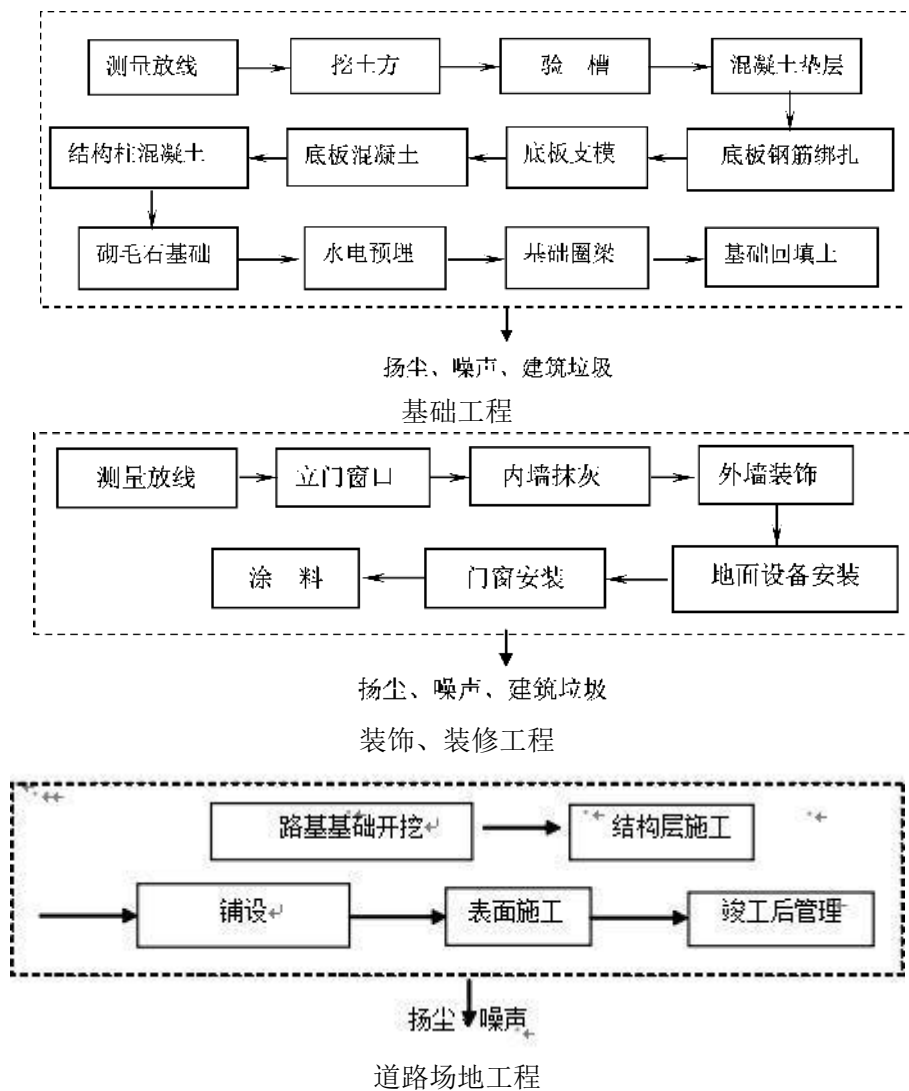 测量放线 挖土方 验 槽 混凝土垫层
结构柱混凝土 底板混凝土 底板支模 底板钢筋绑扎
砌毛石基础 水电预埋 基础圈梁 基础回填土
扬尘、噪声、建筑垃圾
基础工程
测量放线 立门窗口 内墙抹灰 外墙装饰
涂 料 门窗安装 地面设备安装
扬尘、噪声、建筑垃圾
装饰、装修工程
路基基础开挖 结构层施工
铺设 表面施工 竣工后管理
扬尘 噪声
道路场地工程